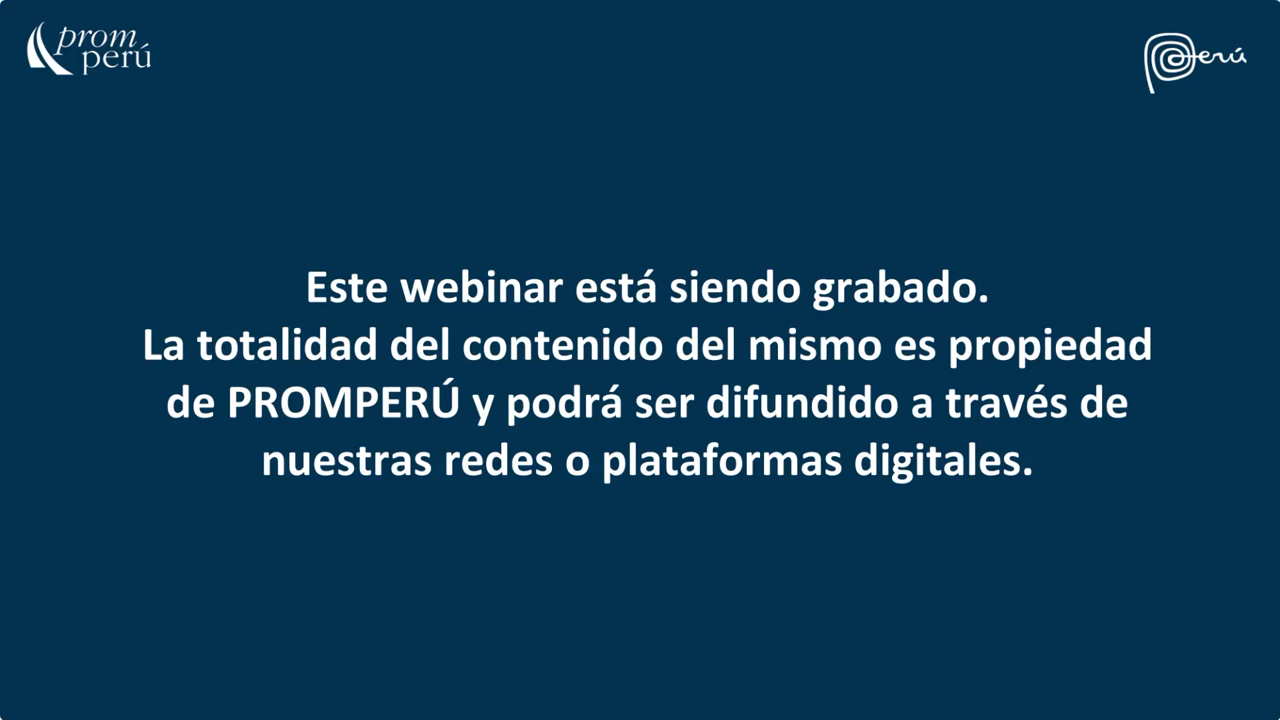 prom
perú
Perú
Este webinar está siendo grabado.
La totalidad del contenido del mismo es propiedad
de PROMPERÚ y podrá ser difundido a través de
nuestras redes o plataformas digitales.